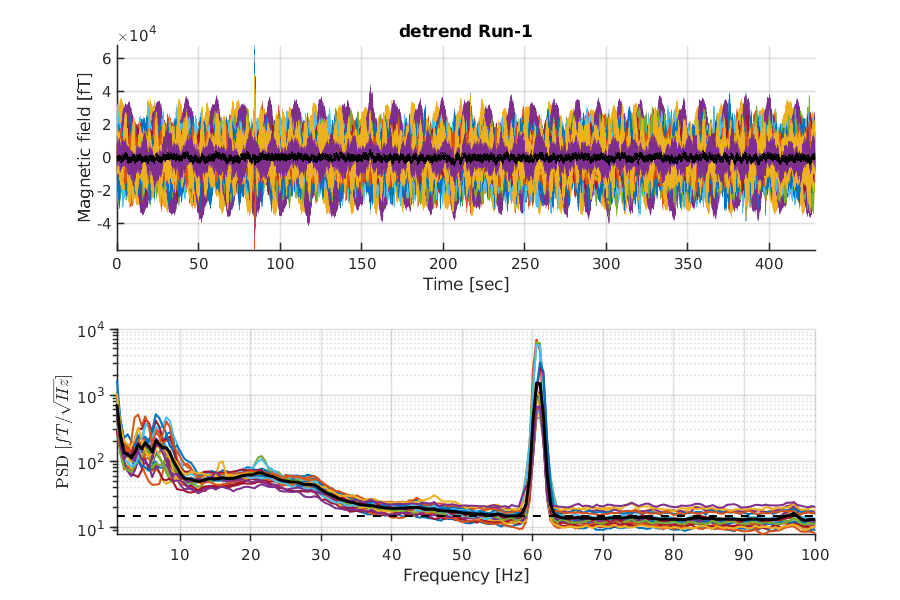 detrend Run-1
×10^4
6
4
2
0
-2
-4
Magnetic field [fT]
0 50 100 150 200 250 300 350 400
Time [sec]
10^4
10^3
10^2
10^1
PSD [fT/√Hz]
10 20 30 40 50 60 70 80 90 100
Frequency [Hz]